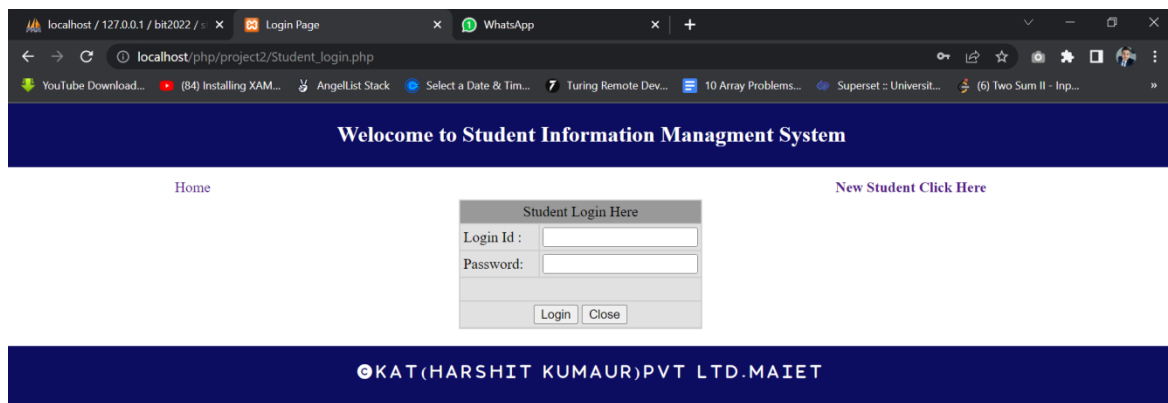 localhost / 127.0.0.1 / bit2022 / s Login Page WhatsApp
localhost/php/project2/Student_login.php
YouTube Download... (84) Installing XAM... AngelList Stack Select a Date & Tim... Turing Remote Dev... 10 Array Problems... Superset :: Universit... (6) Two Sum II - Inp... »
Welocome to Student Information Managment System
Home New Student Click Here
Student Login Here
Login Id :
Password:
Login Close
©KAT(HARSHIT KUMAUR)PVT LTD.MAIET